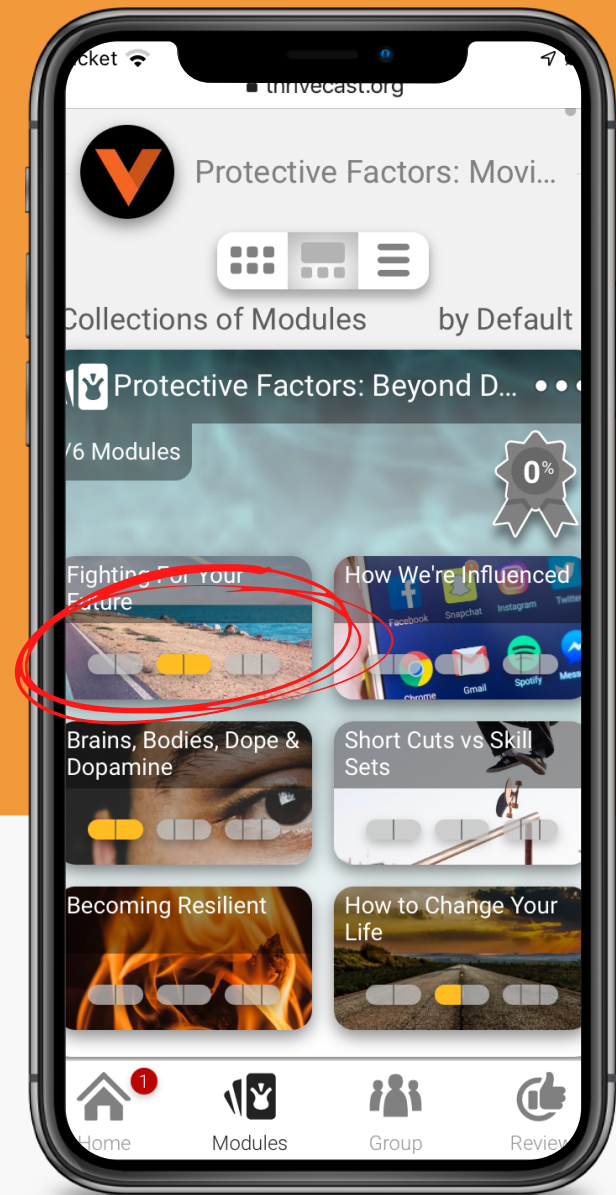 cket
thrivecast.org
Protective Factors: Movi...
Collections of Modules by Default
Protective Factors: Beyond D... •••
/6 Modules
0%
Fighting For Your
Future
How We're Influenced
Facebook Snapchat Instagram Twitter
Chrome Gmail Spotify Mess
Brains, Bodies, Dope &
Dopamine
Short Cuts vs Skill
Sets
Becoming Resilient
How to Change Your
Life
1
Home Modules Group Review